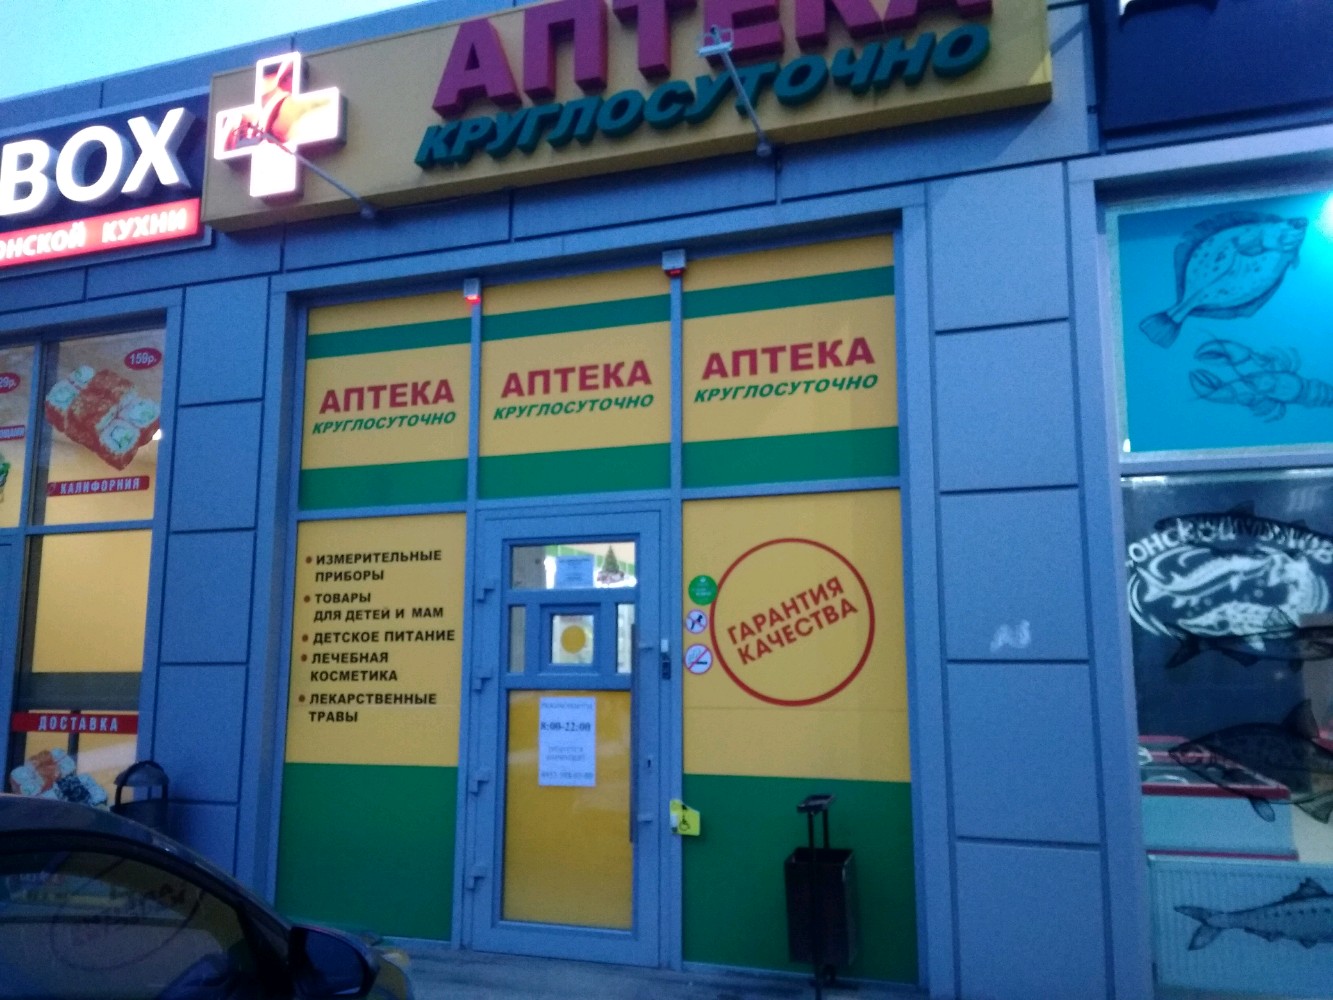 АПТЕКА
КРУГЛОСУТОЧНО
BOX
ОНСКОЙ КУХНИ
159р.
29р.
КАЛИФОРНИЯ
ДОСТАВКА
АПТЕКА
КРУГЛОСУТОЧНО
АПТЕКА
КРУГЛОСУТОЧНО
АПТЕКА
КРУГЛОСУТОЧНО
• ИЗМЕРИТЕЛЬНЫЕ
ПРИБОРЫ
• ТОВАРЫ
ДЛЯ ДЕТЕЙ И МАМ
• ДЕТСКОЕ ПИТАНИЕ
• ЛЕЧЕБНАЯ
КОСМЕТИКА
• ЛЕКАРСТВЕННЫЕ
ТРАВЫ
8:00-22:00
ГАРАНТИЯ
КАЧЕСТВА